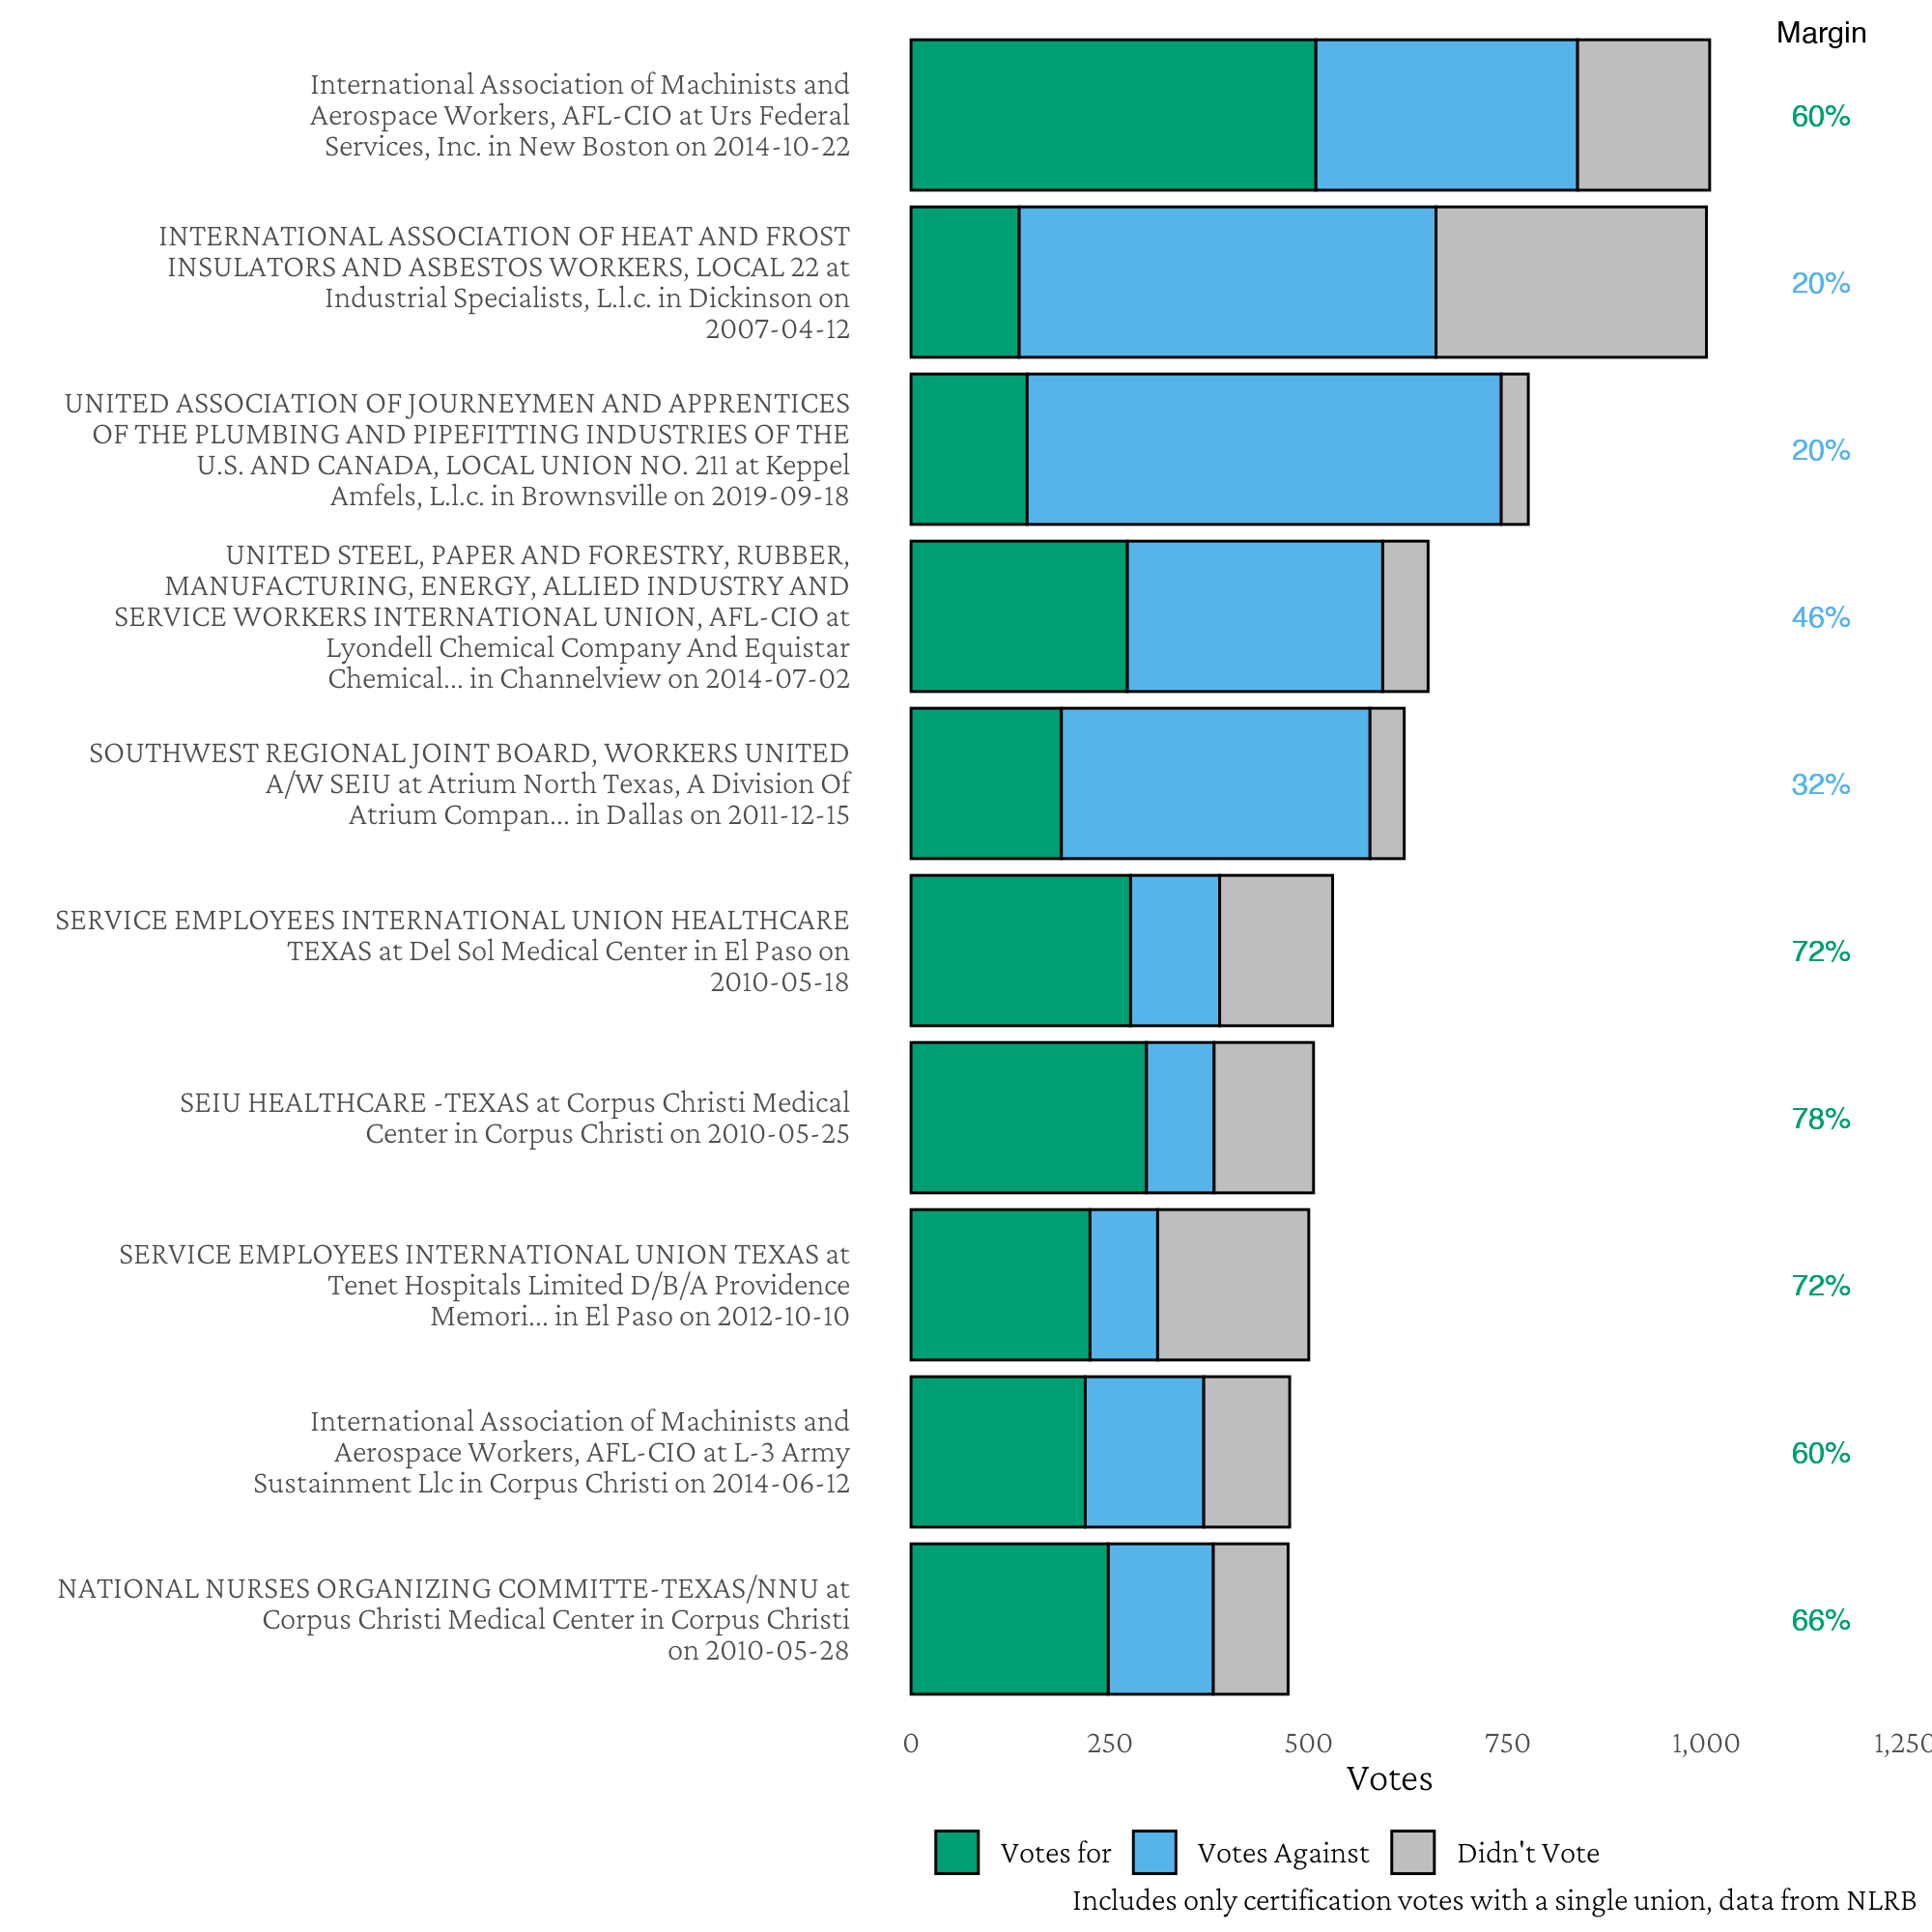 Margin
International Association of Machinists and
Aerospace Workers, AFL-CIO at Urs Federal
Services, Inc. in New Boston on 2014-10-22
60%
INTERNATIONAL ASSOCIATION OF HEAT AND FROST
INSULATORS AND ASBESTOS WORKERS, LOCAL 22 at
Industrial Specialists, L.l.c. in Dickinson on
2007-04-12
20%
UNITED ASSOCIATION OF JOURNEYMEN AND APPRENTICES
OF THE PLUMBING AND PIPEFITTING INDUSTRIES OF THE
U.S. AND CANADA, LOCAL UNION NO. 211 at Keppel
Amfels, L.l.c. in Brownsville on 2019-09-18
20%
UNITED STEEL, PAPER AND FORESTRY, RUBBER,
MANUFACTURING, ENERGY, ALLIED INDUSTRY AND
SERVICE WORKERS INTERNATIONAL UNION, AFL-CIO at
Lyondell Chemical Company And Equistar
Chemical... in Channelview on 2014-07-02
46%
SOUTHWEST REGIONAL JOINT BOARD, WORKERS UNITED
A/W SEIU at Atrium North Texas, A Division Of
Atrium Compan... in Dallas on 2011-12-15
32%
SERVICE EMPLOYEES INTERNATIONAL UNION HEALTHCARE
TEXAS at Del Sol Medical Center in El Paso on
2010-05-18
72%
SEIU HEALTHCARE -TEXAS at Corpus Christi Medical
Center in Corpus Christi on 2010-05-25
78%
SERVICE EMPLOYEES INTERNATIONAL UNION TEXAS at
Tenet Hospitals Limited D/B/A Providence
Memori... in El Paso on 2012-10-10
72%
International Association of Machinists and
Aerospace Workers, AFL-CIO at L-3 Army
Sustainment Llc in Corpus Christi on 2014-06-12
60%
NATIONAL NURSES ORGANIZING COMMITTE-TEXAS/NNU at
Corpus Christi Medical Center in Corpus Christi
on 2010-05-28
66%
0 250 500 750 1,000 1,250
Votes
Votes for Votes Against Didn't Vote
Includes only certification votes with a single union, data from NLRB